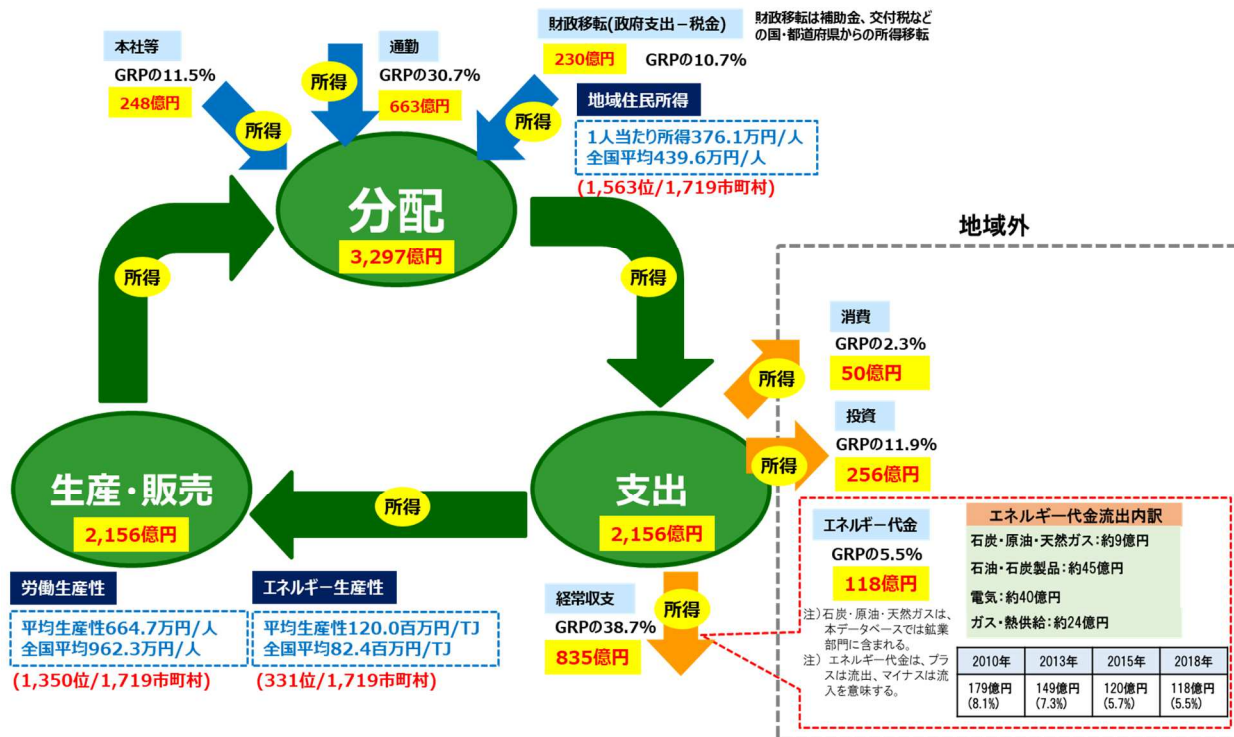 本社等
GRPの11.5%
248億円
所得
通勤
GRPの30.7%
663億円
所得
財政移転(政府支出－税金)
230億円 GRPの10.7%
所得
財政移転は補助金、交付税など
の国・都道府県からの所得移転
地域住民所得
1人当たり所得376.1万円/人
全国平均439.6万円/人
(1,563位/1,719市町村)
分配
3,297億円
所得
所得
地域外
消費
GRPの2.3%
50億円
所得
投資
GRPの11.9%
256億円
所得
生産・販売
2,156億円
所得
支出
2,156億円
労働生産性
平均生産性664.7万円/人
全国平均962.3万円/人
(1,350位/1,719市町村)
エネルギー生産性
平均生産性120.0百万円/TJ
全国平均82.4百万円/TJ
(331位/1,719市町村)
経常収支
GRPの38.7%
835億円
所得
エネルギー代金
GRPの5.5%
118億円
注)石炭・原油・天然ガスは、
本データベースでは鉱業
部門に含まれる。
注) エネルギー代金は、プラ
スは流出、マイナスは流
入を意味する。
エネルギー代金流出内訳
石炭・原油・天然ガス:約9億円
石油・石炭製品:約45億円
電気:約40億円
ガス・熱供給:約24億円
2010年 2013年 2015年 2018年
179億円 149億円 120億円 118億円
(8.1%) (7.3%) (5.7%) (5.5%)